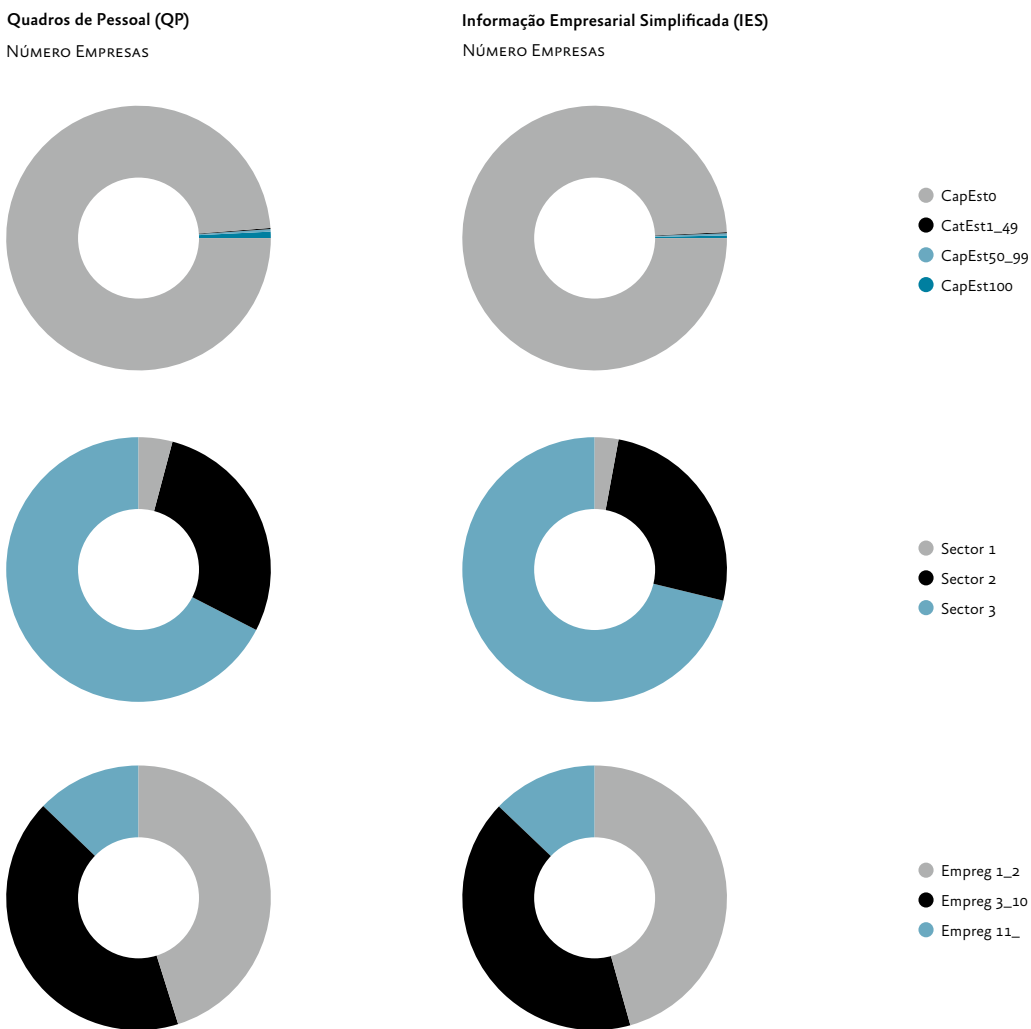 Quadros de Pessoal (QP)
Número Empresas
Informação Empresarial Simplificada (IES)
Número Empresas
CapEst0
CatEst1_49
CapEst50_99
CapEst100
Sector 1
Sector 2
Sector 3
Empreg 1_2
Empreg 3_10
Empreg 11_